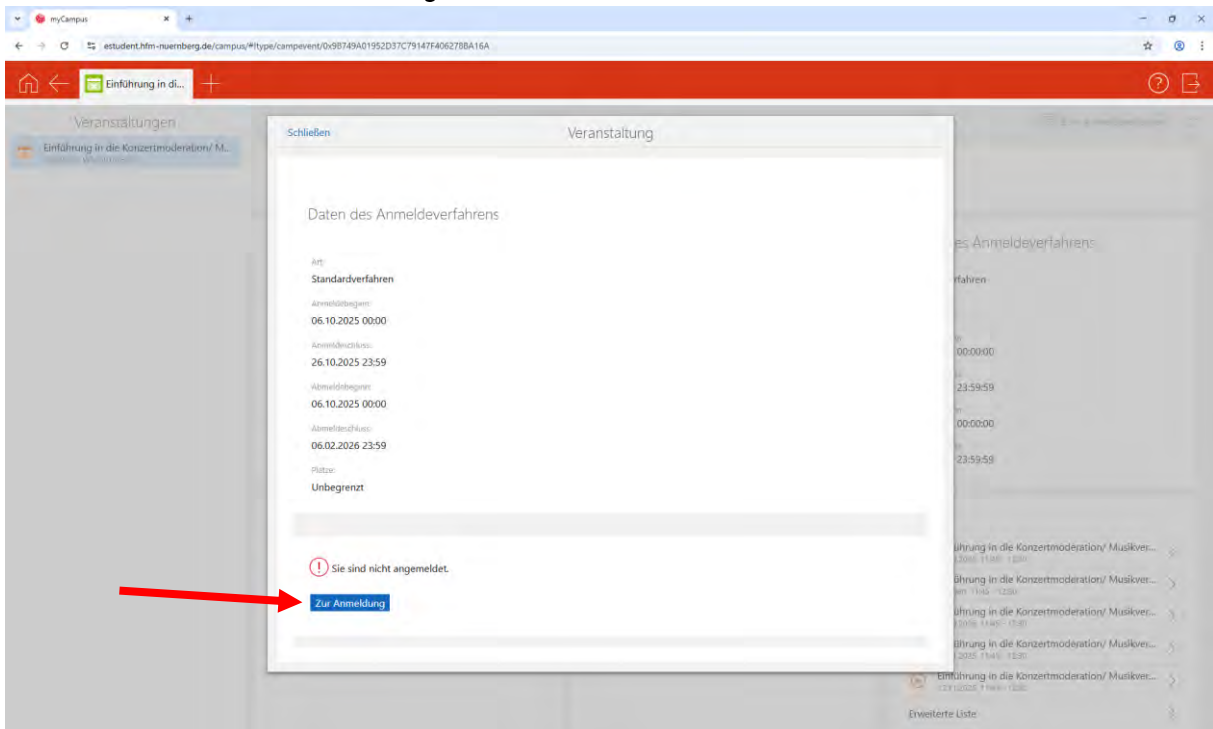 myCampus
estudent.hfm-nuernberg.de/campus/#!type/campevent/0x9B749A01952D37C79147F406278BA16A
Einführung in di...
Veranstaltungen
Einführung in die Konzertmoderation/ M...
Schließen
Veranstaltung
Daten des Anmeldeverfahrens
Art:
Standardverfahren
Anmeldebeginn:
06.10.2025 00:00
Anmeldeschluss:
26.10.2025 23:59
Abmeldebeginn:
06.10.2025 00:00
Abmeldeschluss:
06.02.2026 23:59
Plätze:
Unbegrenzt
Sie sind nicht angemeldet.
Zur Anmeldung
es Anmeldeverfahrens
rfahren
00:00:00
23:59:59
00:00:00
23:59:59
ührung in die Konzertmoderation/ Musikver...
ührung in die Konzertmoderation/ Musikver...
ührung in die Konzertmoderation/ Musikver...
ührung in die Konzertmoderation/ Musikver...
Einführung in die Konzertmoderation/ Musikver...
Erweiterte Liste